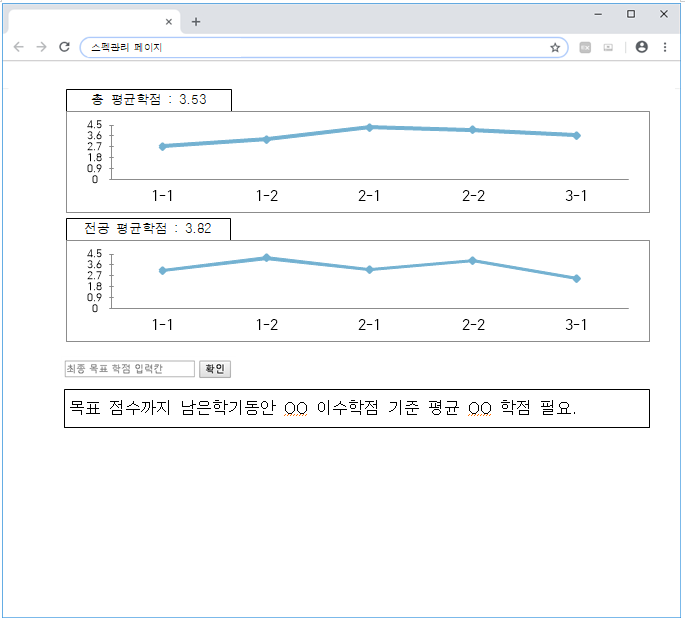 스펙관리 페이지
총 평균학점 : 3.53
4.5
3.6
2.7
1.8
0.9
0
1-1 1-2 2-1 2-2 3-1
전공 평균학점 : 3.82
4.5
3.6
2.7
1.8
0.9
0
1-1 1-2 2-1 2-2 3-1
최종 목표 학점 입력칸 확인
목표 점수까지 남은학기동안 OO 이수학점 기준 평균 OO 학점 필요.